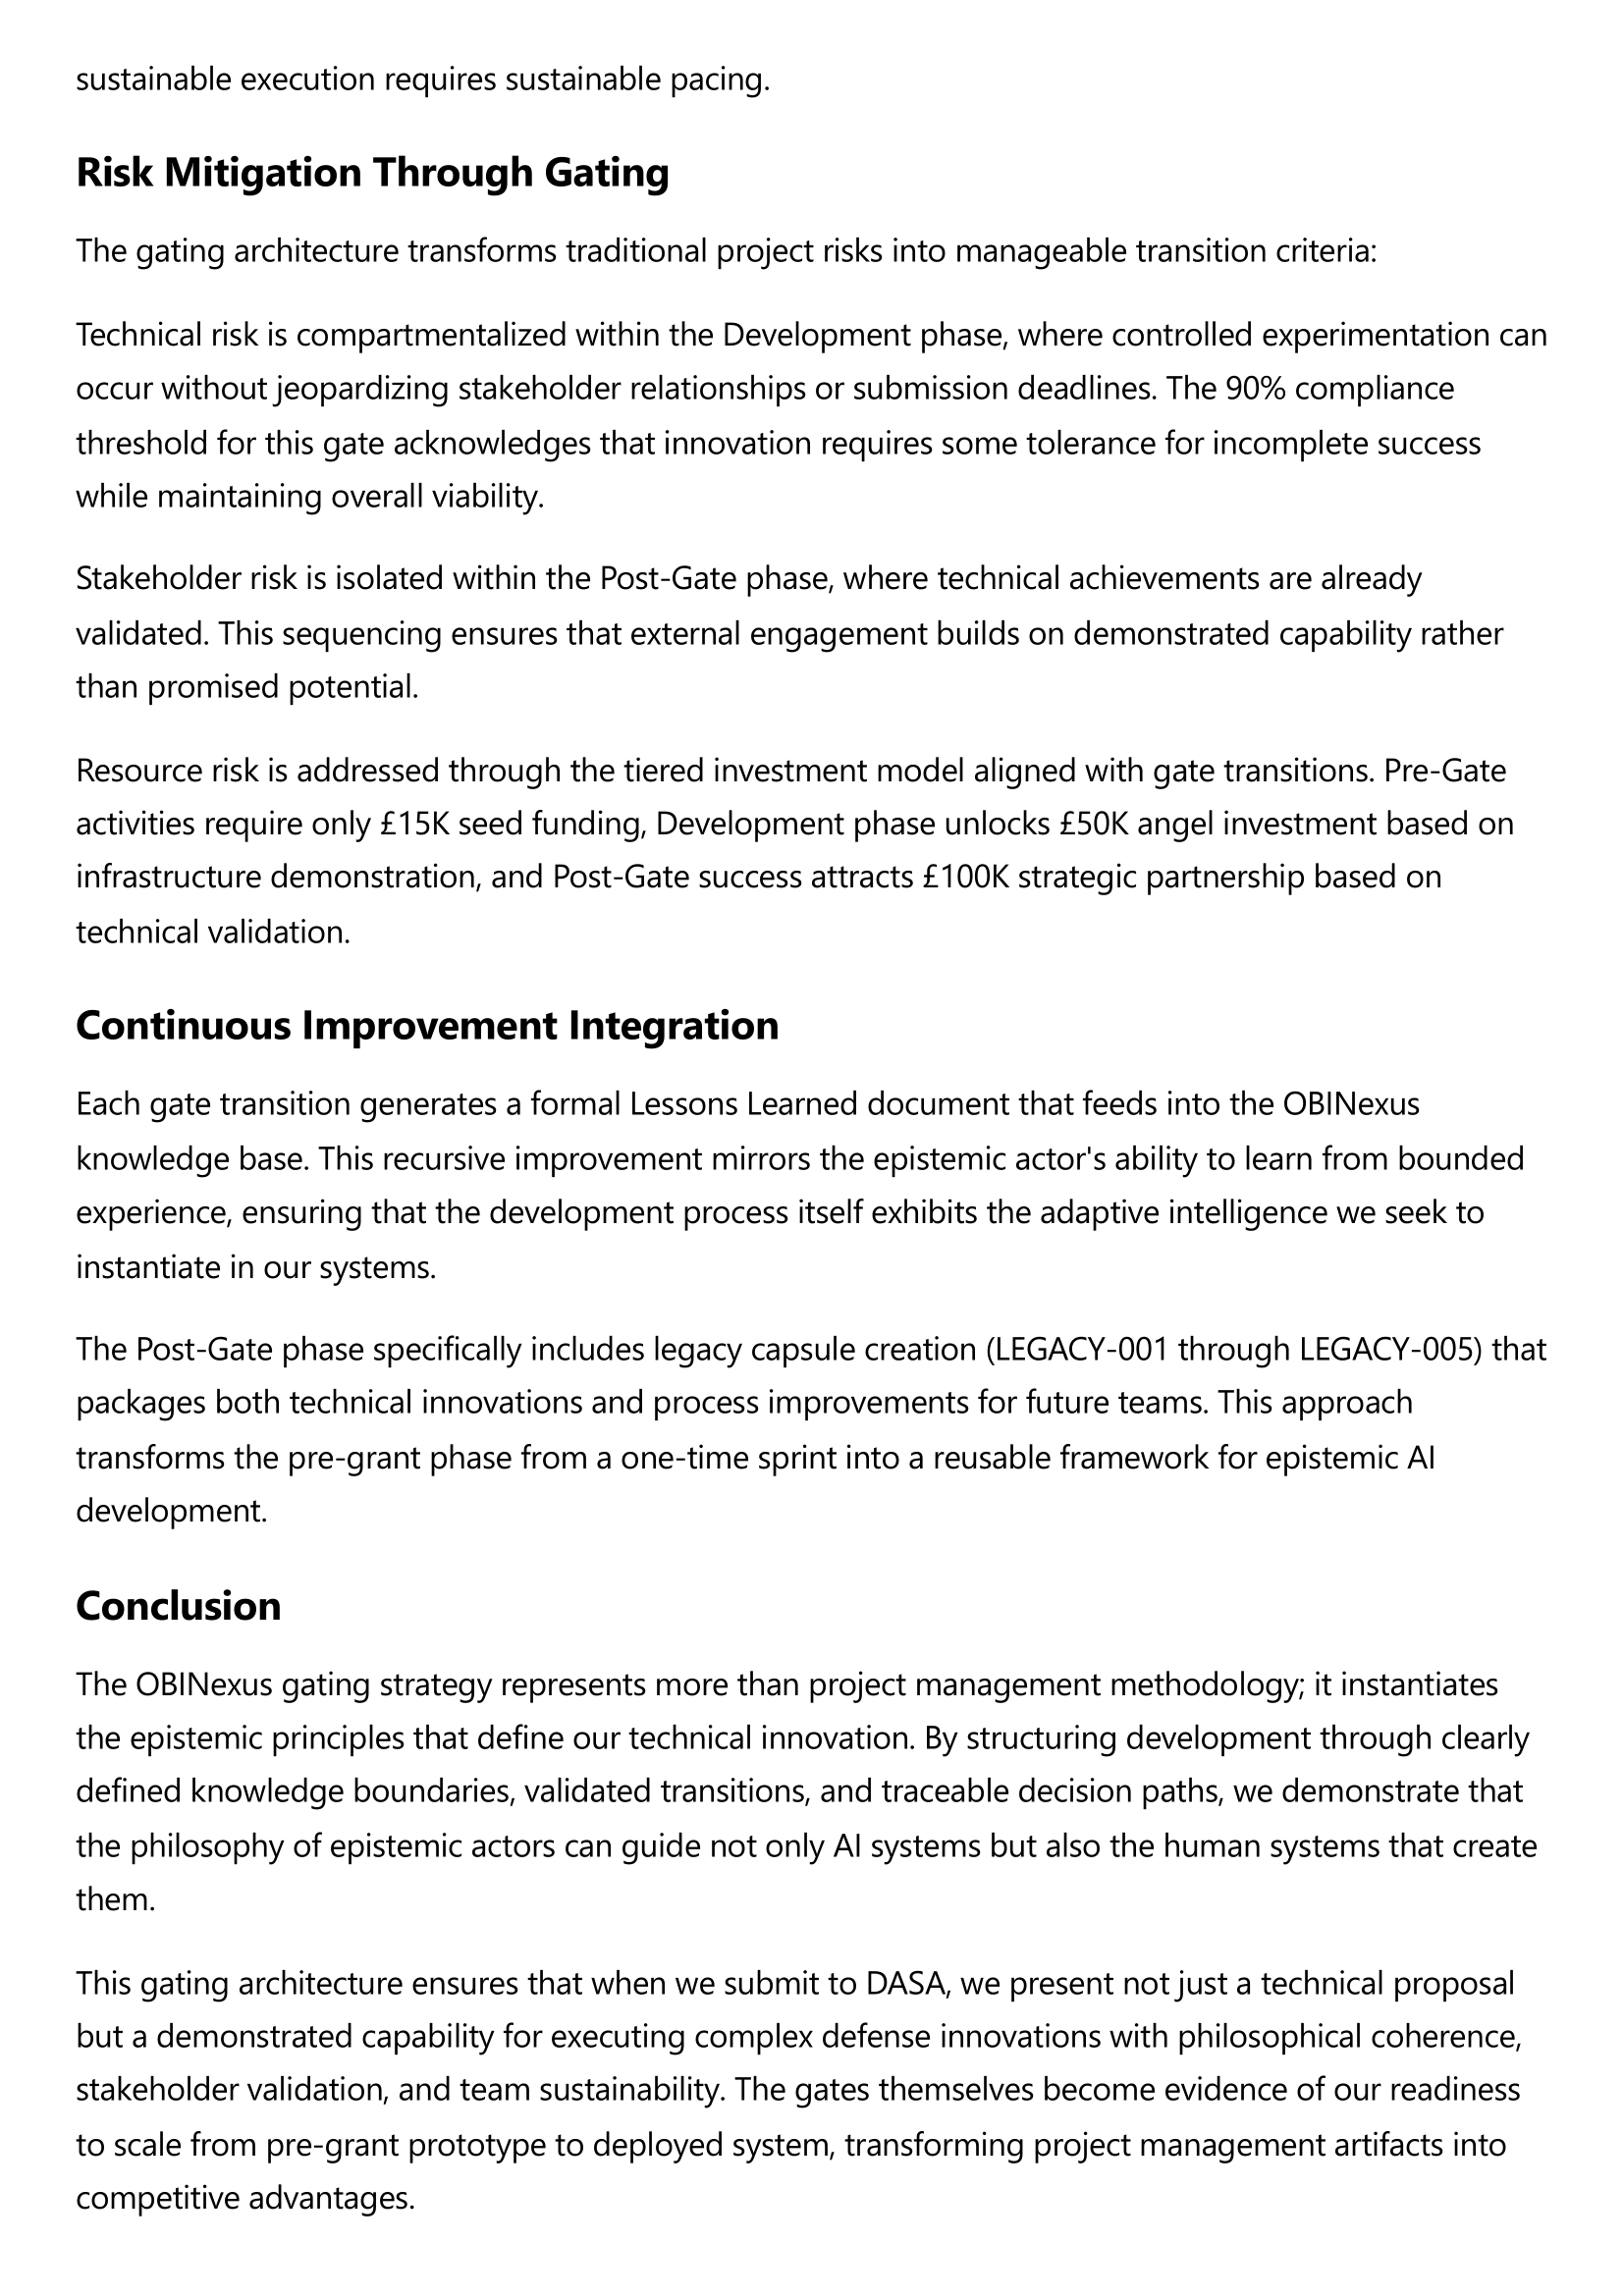 sustainable execution requires sustainable pacing.
Risk Mitigation Through Gating
The gating architecture transforms traditional project risks into manageable transition criteria:
Technical risk is compartmentalized within the Development phase, where controlled experimentation can
occur without jeopardizing stakeholder relationships or submission deadlines. The 90% compliance
threshold for this gate acknowledges that innovation requires some tolerance for incomplete success
while maintaining overall viability.
Stakeholder risk is isolated within the Post-Gate phase, where technical achievements are already
validated. This sequencing ensures that external engagement builds on demonstrated capability rather
than promised potential.
Resource risk is addressed through the tiered investment model aligned with gate transitions. Pre-Gate
activities require only £15K seed funding, Development phase unlocks £50K angel investment based on
infrastructure demonstration, and Post-Gate success attracts £100K strategic partnership based on
technical validation.
Continuous Improvement Integration
Each gate transition generates a formal Lessons Learned document that feeds into the OBINexus
knowledge base. This recursive improvement mirrors the epistemic actor's ability to learn from bounded
experience, ensuring that the development process itself exhibits the adaptive intelligence we seek to
instantiate in our systems.
The Post-Gate phase specifically includes legacy capsule creation (LEGACY-001 through LEGACY-005) that
packages both technical innovations and process improvements for future teams. This approach
transforms the pre-grant phase from a one-time sprint into a reusable framework for epistemic AI
development.
Conclusion
The OBINexus gating strategy represents more than project management methodology; it instantiates
the epistemic principles that define our technical innovation. By structuring development through clearly
defined knowledge boundaries, validated transitions, and traceable decision paths, we demonstrate that
the philosophy of epistemic actors can guide not only AI systems but also the human systems that create
them.
This gating architecture ensures that when we submit to DASA, we present not just a technical proposal
but a demonstrated capability for executing complex defense innovations with philosophical coherence,
stakeholder validation, and team sustainability. The gates themselves become evidence of our readiness
to scale from pre-grant prototype to deployed system, transforming project management artifacts into
competitive advantages.